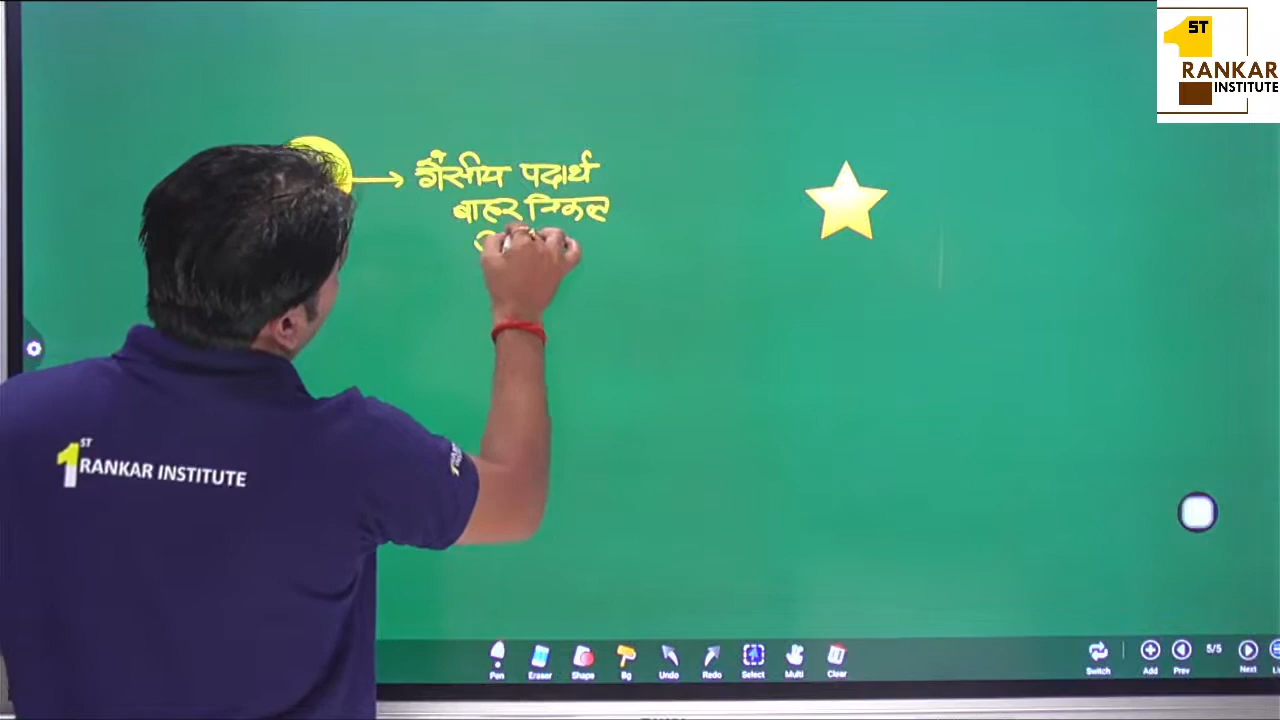 1ST
RANKAR
INSTITUTE
गैंसीय पदार्थ
बाहर निकल
1ST
RANKAR INSTITUTE
Pen
Eraser
Shape
Bg
Undo
Redo
Select
Multi
Clear
Switch
Add
Prev
5/5
Next